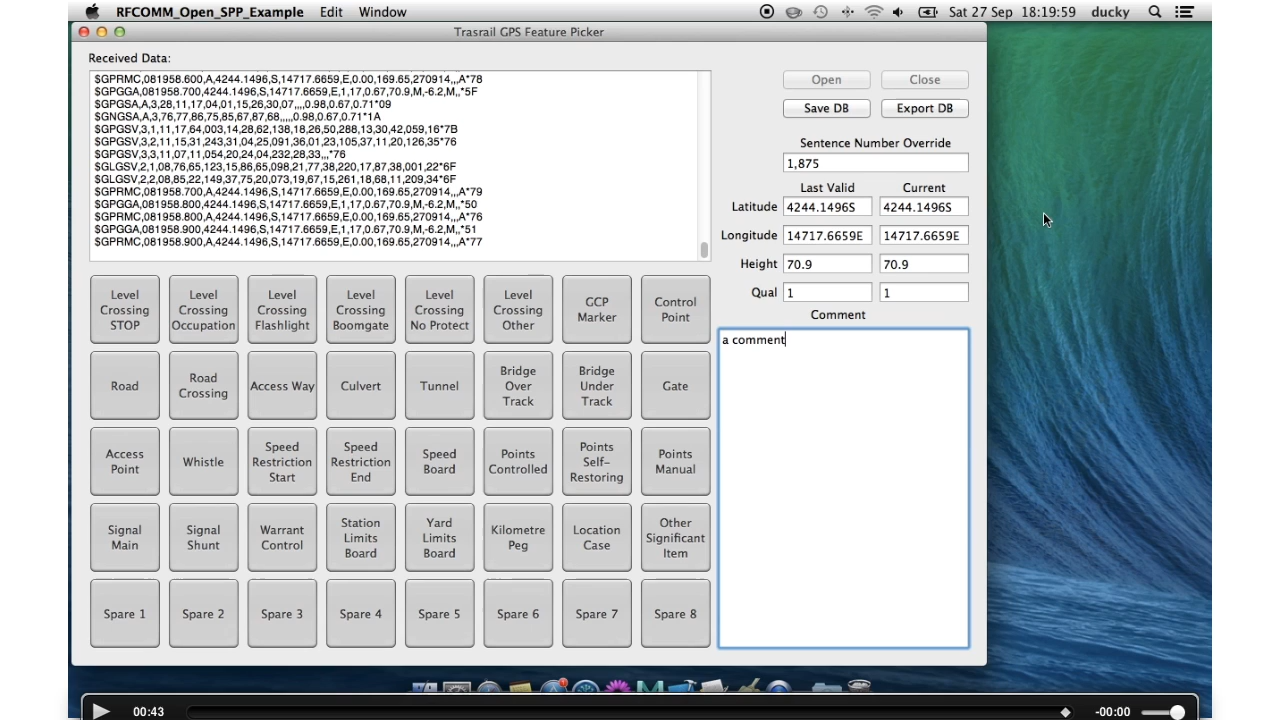 RFCOMM_Open_SPP_Example Edit Window Sat 27 Sep 18:19:59 ducky
Trasrail GPS Feature Picker
Received Data:
$GPRMC,081958.600,A,4244.1496,S,14717.6659,E,0.00,169.65,270914,,,A*78
$GPGGA,081958.700,4244.1496,S,14717.6659,E,1,17,0.67,70.9,M,-6.2,M,,*5F
$GPGSA,A,3,28,11,17,04,01,15,26,30,07,,,,0.98,0.67,0.71*09
$GNGSA,A,3,76,77,86,75,85,67,87,68,,,,,0.98,0.67,0.71*1A
$GPGSV,3,1,11,17,64,003,14,28,62,138,18,26,50,288,13,30,42,059,16*7B
$GPGSV,3,2,11,15,31,243,31,04,25,091,36,01,23,105,37,11,20,126,35*76
$GPGSV,3,3,11,07,11,054,20,24,04,232,28,33,,,*76
$GLGSV,2,1,08,76,65,123,15,86,65,098,21,77,38,220,17,87,38,001,22*6F
$GLGSV,2,2,08,85,22,149,37,75,20,073,19,67,15,261,18,68,11,209,34*6F
$GPRMC,081958.700,A,4244.1496,S,14717.6659,E,0.00,169.65,270914,,,A*79
$GPGGA,081958.800,4244.1496,S,14717.6659,E,1,17,0.67,70.9,M,-6.2,M,,*50
$GPRMC,081958.800,A,4244.1496,S,14717.6659,E,0.00,169.65,270914,,,A*76
$GPGGA,081958.900,4244.1496,S,14717.6659,E,1,17,0.67,70.9,M,-6.2,M,,*51
$GPRMC,081958.900,A,4244.1496,S,14717.6659,E,0.00,169.65,270914,,,A*77
Open Close
Save DB Export DB
Sentence Number Override
1,875
Last Valid Current
Latitude 4244.1496S 4244.1496S
Longitude 14717.6659E 14717.6659E
Height 70.9 70.9
Qual 1 1
Comment
a comment
Level
Crossing
STOP
Level
Crossing
Occupation
Level
Crossing
Flashlight
Level
Crossing
Boomgate
Level
Crossing
No Protect
Level
Crossing
Other
GCP
Marker
Control
Point
Road
Road
Crossing
Access Way
Culvert
Tunnel
Bridge
Over
Track
Bridge
Under
Track
Gate
Access
Point
Whistle
Speed
Restriction
Start
Speed
Restriction
End
Speed
Board
Points
Controlled
Points
Self-
Restoring
Points
Manual
Signal
Main
Signal
Shunt
Warrant
Control
Station
Limits
Board
Yard
Limits
Board
Kilometre
Peg
Location
Case
Other
Significant
Item
Spare 1
Spare 2
Spare 3
Spare 4
Spare 5
Spare 6
Spare 7
Spare 8
00:43 -00:00